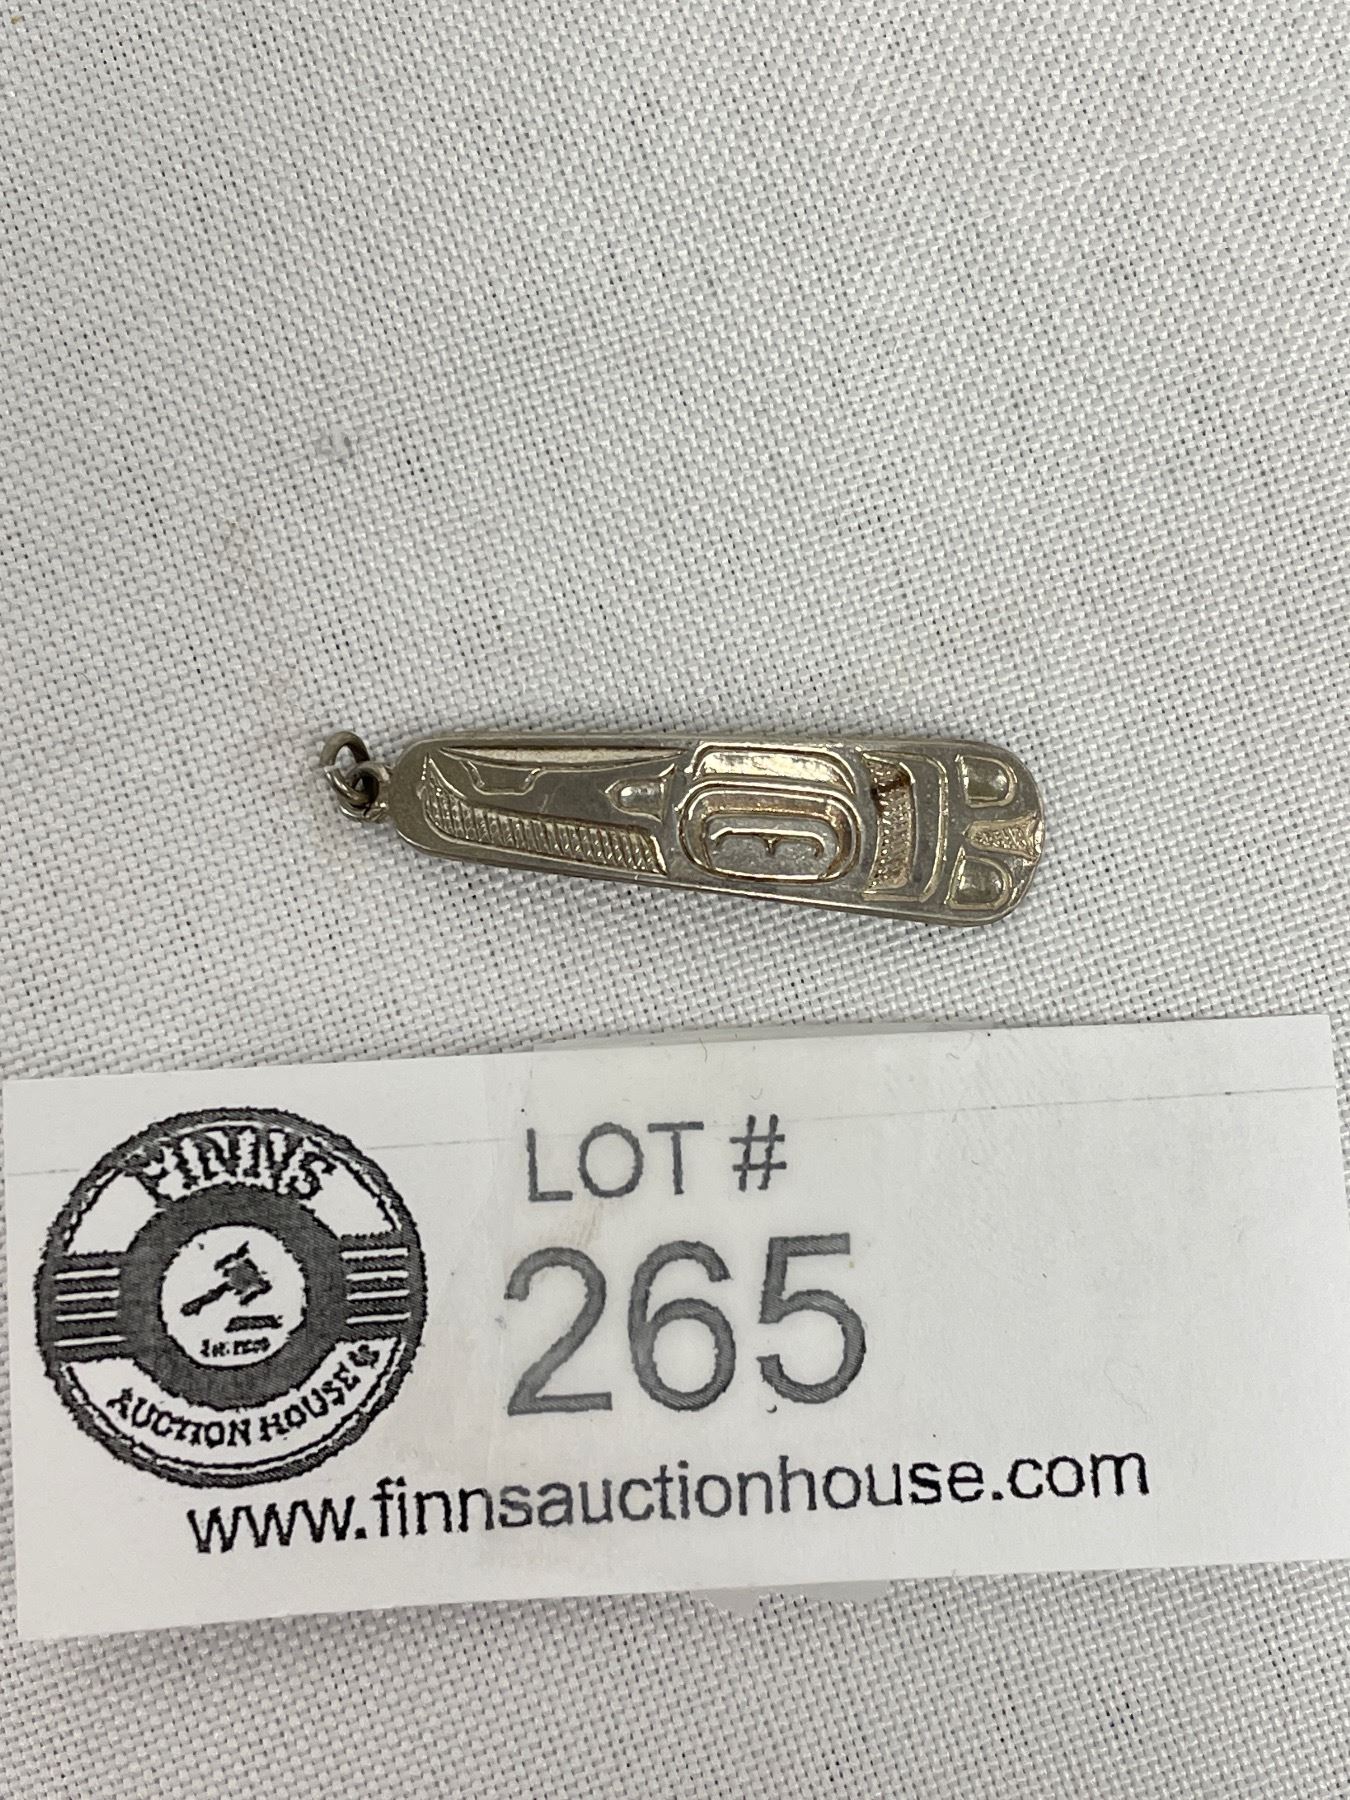 FINNS
AUCTION HOUSE
LOT #
265
www.finnsauctionhouse.com